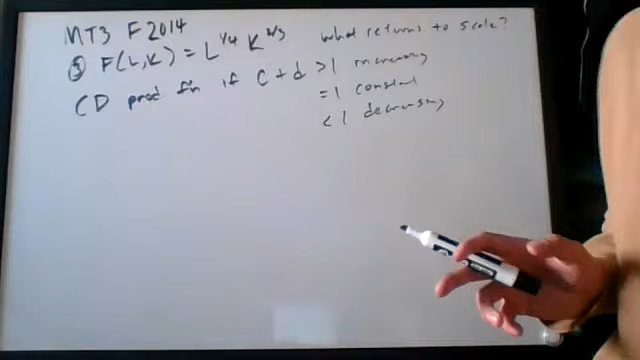 MT3 F 2014
⑤ F(L,K) = L^1/4 K^2/3 What returns to scale?
CD prod fn if C+d >1 increasing
=1 constant
<1 decreasing